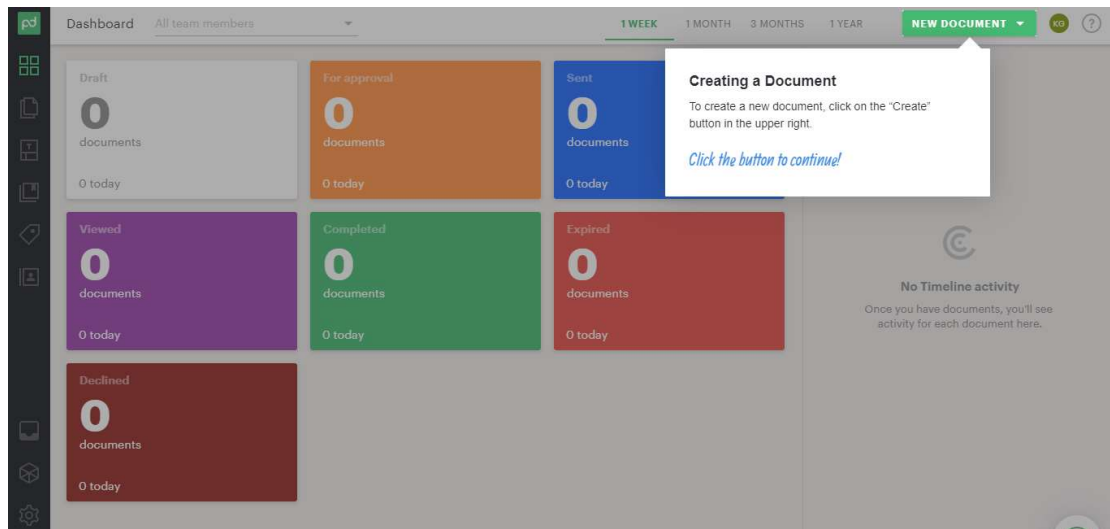 pd
Dashboard All team members 1 WEEK 1 MONTH 3 MONTHS 1 YEAR NEW DOCUMENT KG ?
Draft
0
documents
0 today
For approval
0
documents
0 today
Sent
0
documents
0 today
Creating a Document
To create a new document, click on the “Create”
button in the upper right.
Click the button to continue!
Viewed
0
documents
0 today
Completed
0
documents
0 today
Expired
0
documents
0 today
No Timeline activity
Once you have documents, you'll see
activity for each document here.
Declined
0
documents
0 today